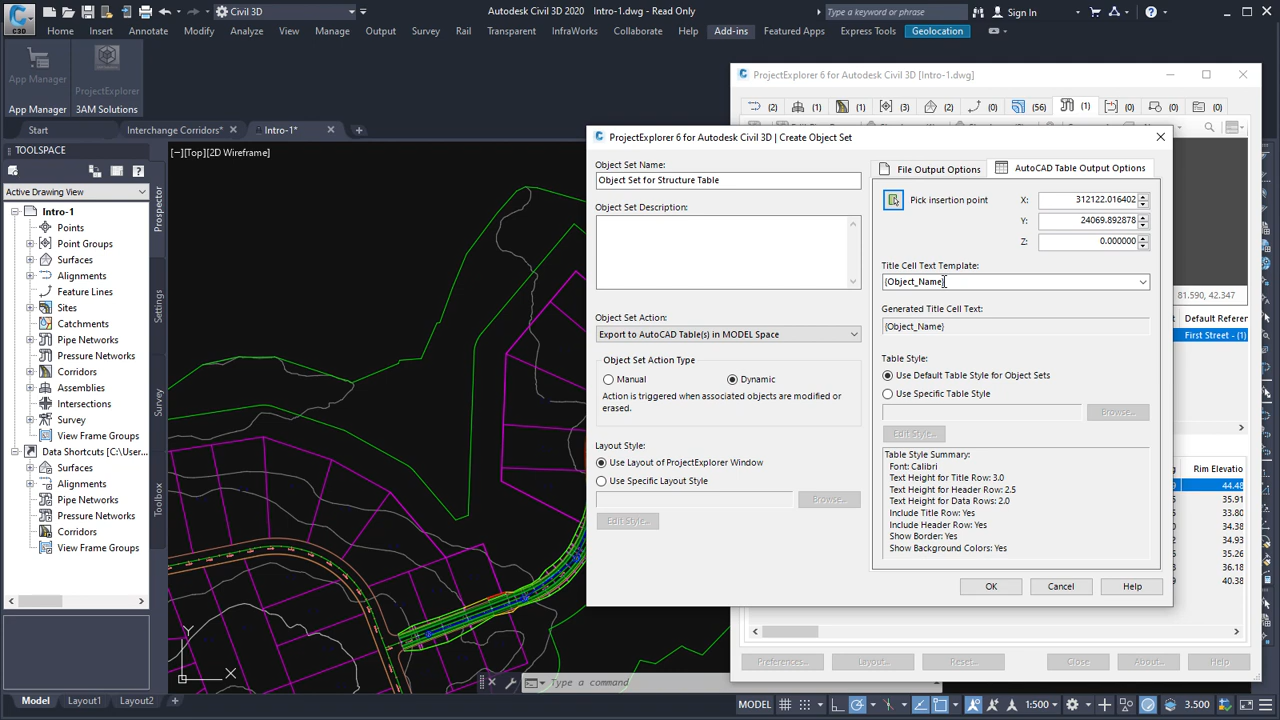 Civil 3D
Autodesk Civil 3D 2020 Intro-1.dwg - Read Only
Type a keyword or phrase
Sign In
C3D
Home Insert Annotate Modify Analyze View Manage Output Survey Rail Transparent InfraWorks Collaborate Help Add-ins Featured Apps Express Tools Geolocation
App Manager
ProjectExplorer
App Manager
3AM Solutions
Start
Interchange Corridors*
Intro-1*
TOOLSPACE
Active Drawing View
Intro-1
Points
Point Groups
Surfaces
Alignments
Feature Lines
Sites
Catchments
Pipe Networks
Pressure Networks
Corridors
Assemblies
Intersections
Survey
View Frame Groups
Data Shortcuts [C:\Use...
Surfaces
Alignments
Pipe Networks
Pressure Networks
Corridors
View Frame Groups
Prospector
Settings
Survey
Toolbox
[−][Top][2D Wireframe]
Y
X
ProjectExplorer 6 for Autodesk Civil 3D [Intro-1.dwg]
(2) (1) (1) (3) (2) (0) (56) (1) (0) (0) (0)
ProjectExplorer 6 for Autodesk Civil 3D | Create Object Set
Object Set Name:
Object Set for Structure Table
Object Set Description:
Object Set Action:
Export to AutoCAD Table(s) in MODEL Space
Object Set Action Type
Manual
Dynamic
Action is triggered when associated objects are modified or
erased.
Layout Style:
Use Layout of ProjectExplorer Window
Use Specific Layout Style
Browse...
Edit Style...
File Output Options
AutoCAD Table Output Options
Pick insertion point
X: 312122.016402
Y: 24069.892878
Z: 0.000000
Title Cell Text Template:
{Object_Name}
Generated Title Cell Text:
{Object_Name}
Table Style:
Use Default Table Style for Object Sets
Use Specific Table Style
Browse...
Edit Style...
Table Style Summary:
Font: Calibri
Text Height for Title Row: 3.0
Text Height for Header Row: 2.5
Text Height for Data Rows: 2.0
Include Title Row: Yes
Include Header Row: Yes
Show Border: Yes
Show Background Colors: Yes
OK
Cancel
Help
81.590, 42.347
Default Referer
First Street - (1)
Rim Elevatio
44.48
35.91
33.80
34.38
34.93
35.26
36.18
40.38
Preferences...
Layout...
Reset...
Close
About...
Help
Type a command
Model
Layout1
Layout2
MODEL
1:500
3.500